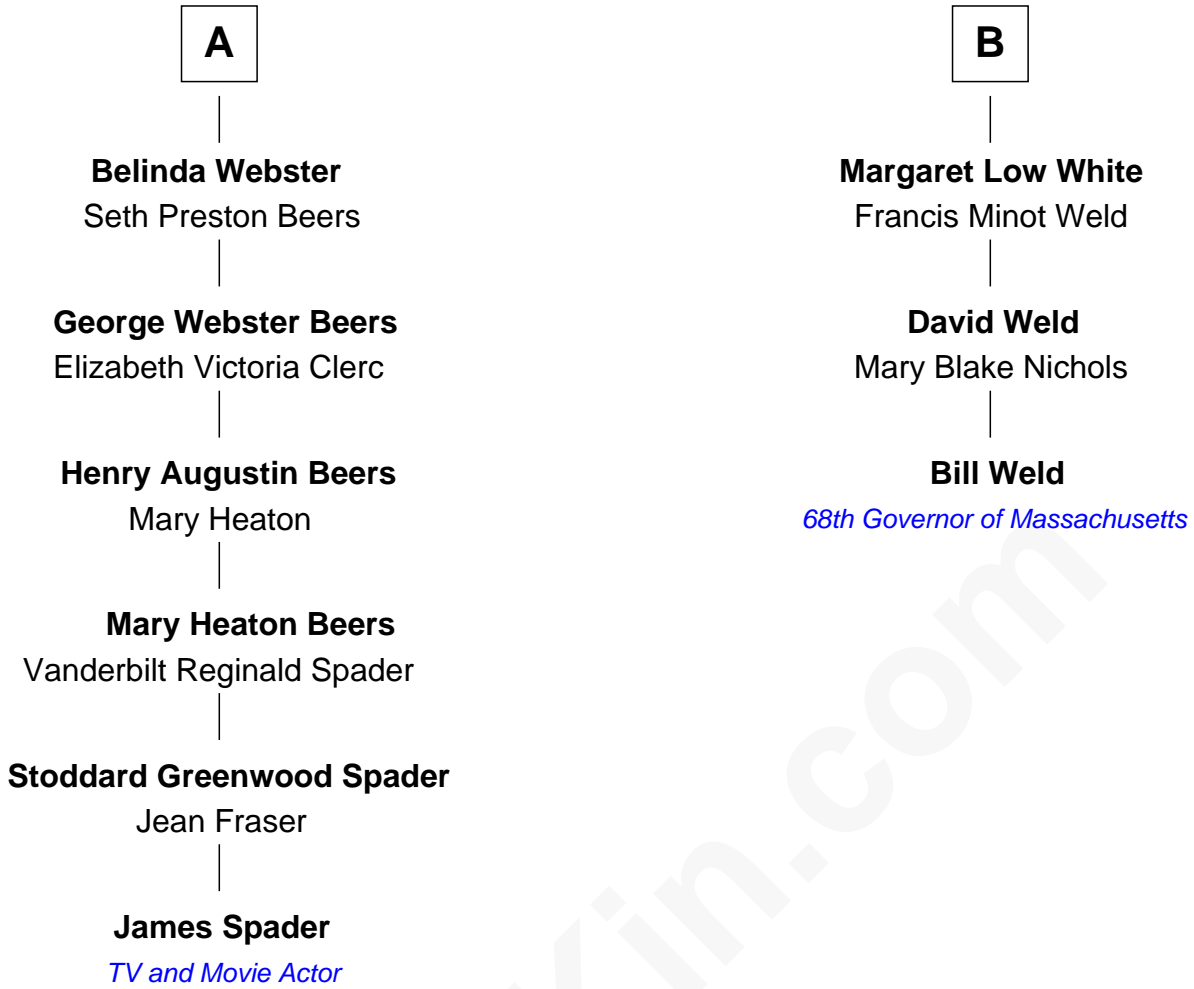 A
Belinda Webster
Seth Preston Beers
George Webster Beers
Elizabeth Victoria Clerc
Henry Augustin Beers
Mary Heaton
Mary Heaton Beers
Vanderbilt Reginald Spader
Stoddard Greenwood Spader
Jean Fraser
James Spader
TV and Movie Actor
B
Margaret Low White
Francis Minot Weld
David Weld
Mary Blake Nichols
Bill Weld
68th Governor of Massachusetts
Kin.com